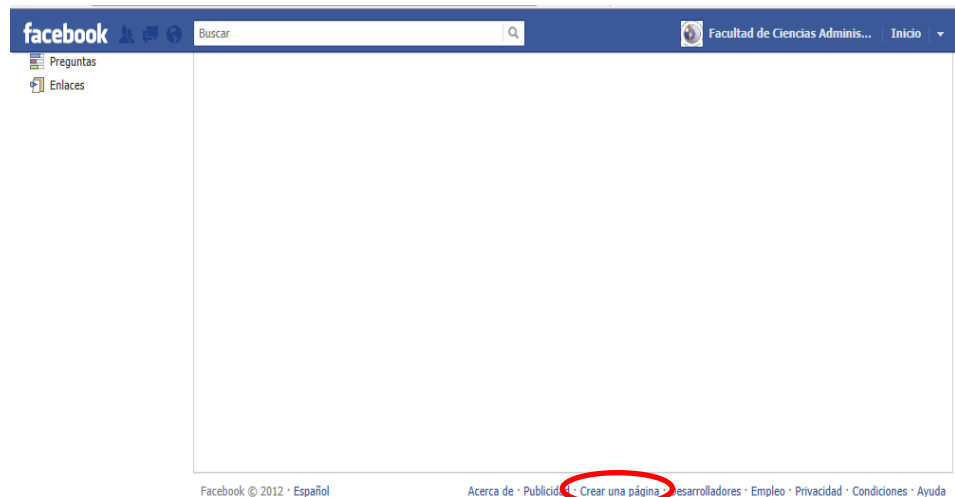 facebook Buscar Facultad de Ciencias Adminis... Inicio
Preguntas
Enlaces
Facebook © 2012 · Español Acerca de · Publicidad · Crear una página · Desarrolladores · Empleo · Privacidad · Condiciones · Ayuda